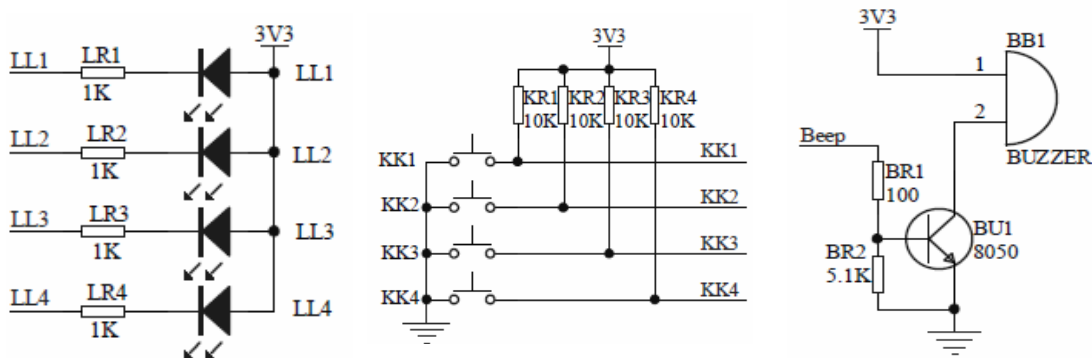 3V3
LL1
LR1
1K
LL1
LL2
LR2
1K
LL2
LL3
LR3
1K
LL3
LL4
LR4
1K
LL4
3V3
KR1
KR2
KR3
KR4
10K
10K
10K
10K
KK1
KK1
KK2
KK2
KK3
KK3
KK4
KK4
3V3
BB1
1
2
BUZZER
Beep
BR1
100
BU1
8050
BR2
5.1K